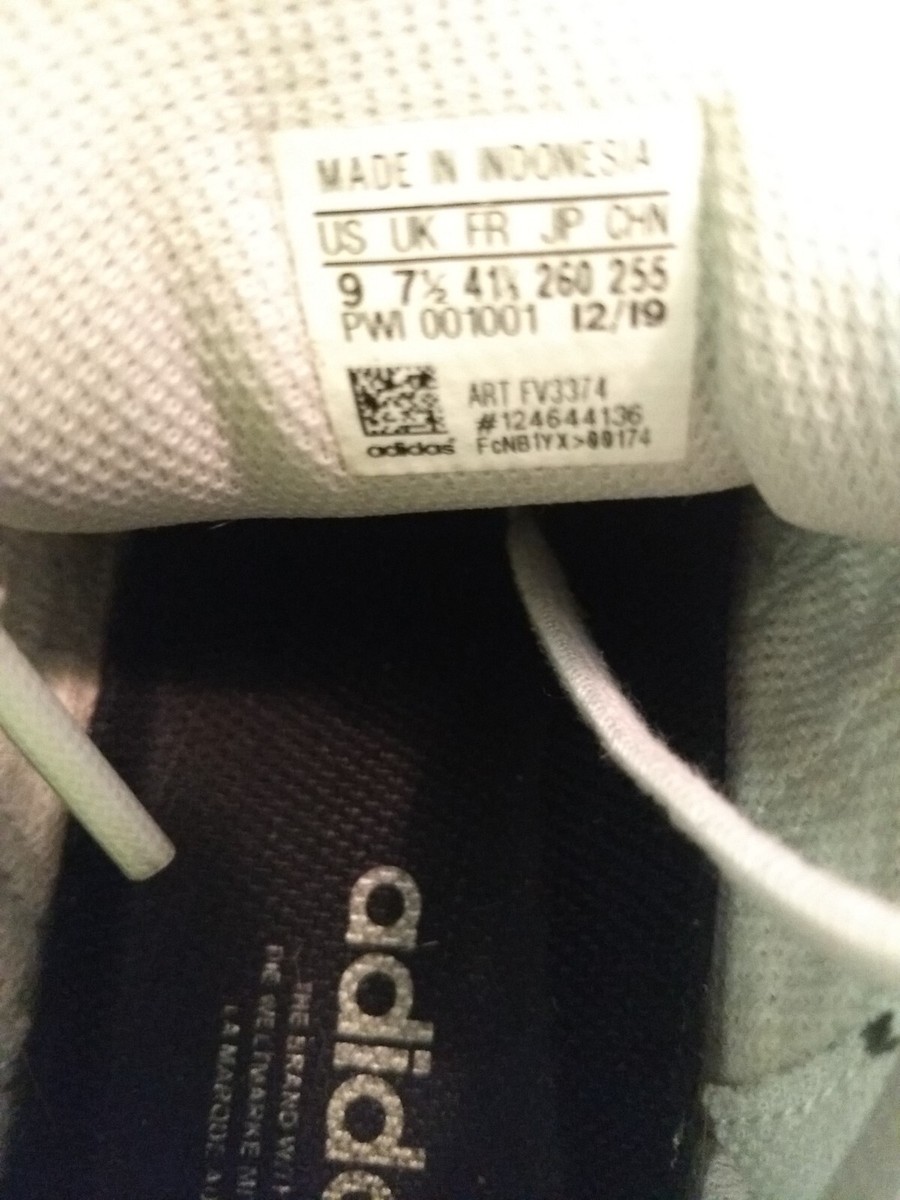 MADE IN INDONESIA
US UK FR JP CHN
9 7½ 41⅓ 260 255
PWI 001001 12/19
ART FV3374
#124644136
adidas FcNB1YX>00174
adidas
THE BRAND WITH
DIE WELTMARKE MI
LA MARQUE AU